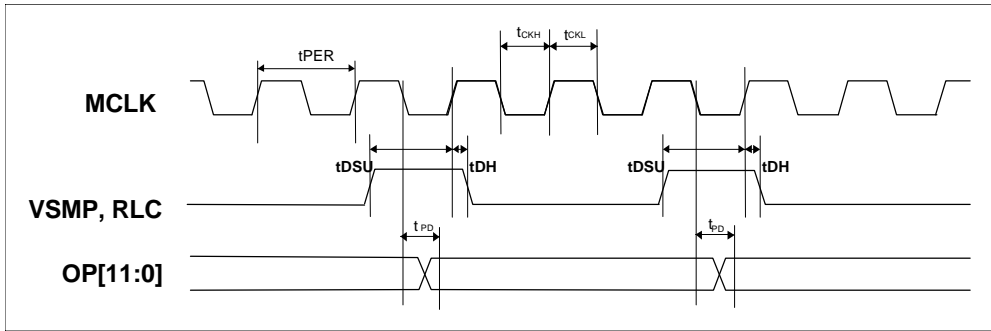 tCKH tCKL
tPER
MCLK
tDSU tDH tDSU tDH
VSMP, RLC
tPD tPD
OP[11:0]